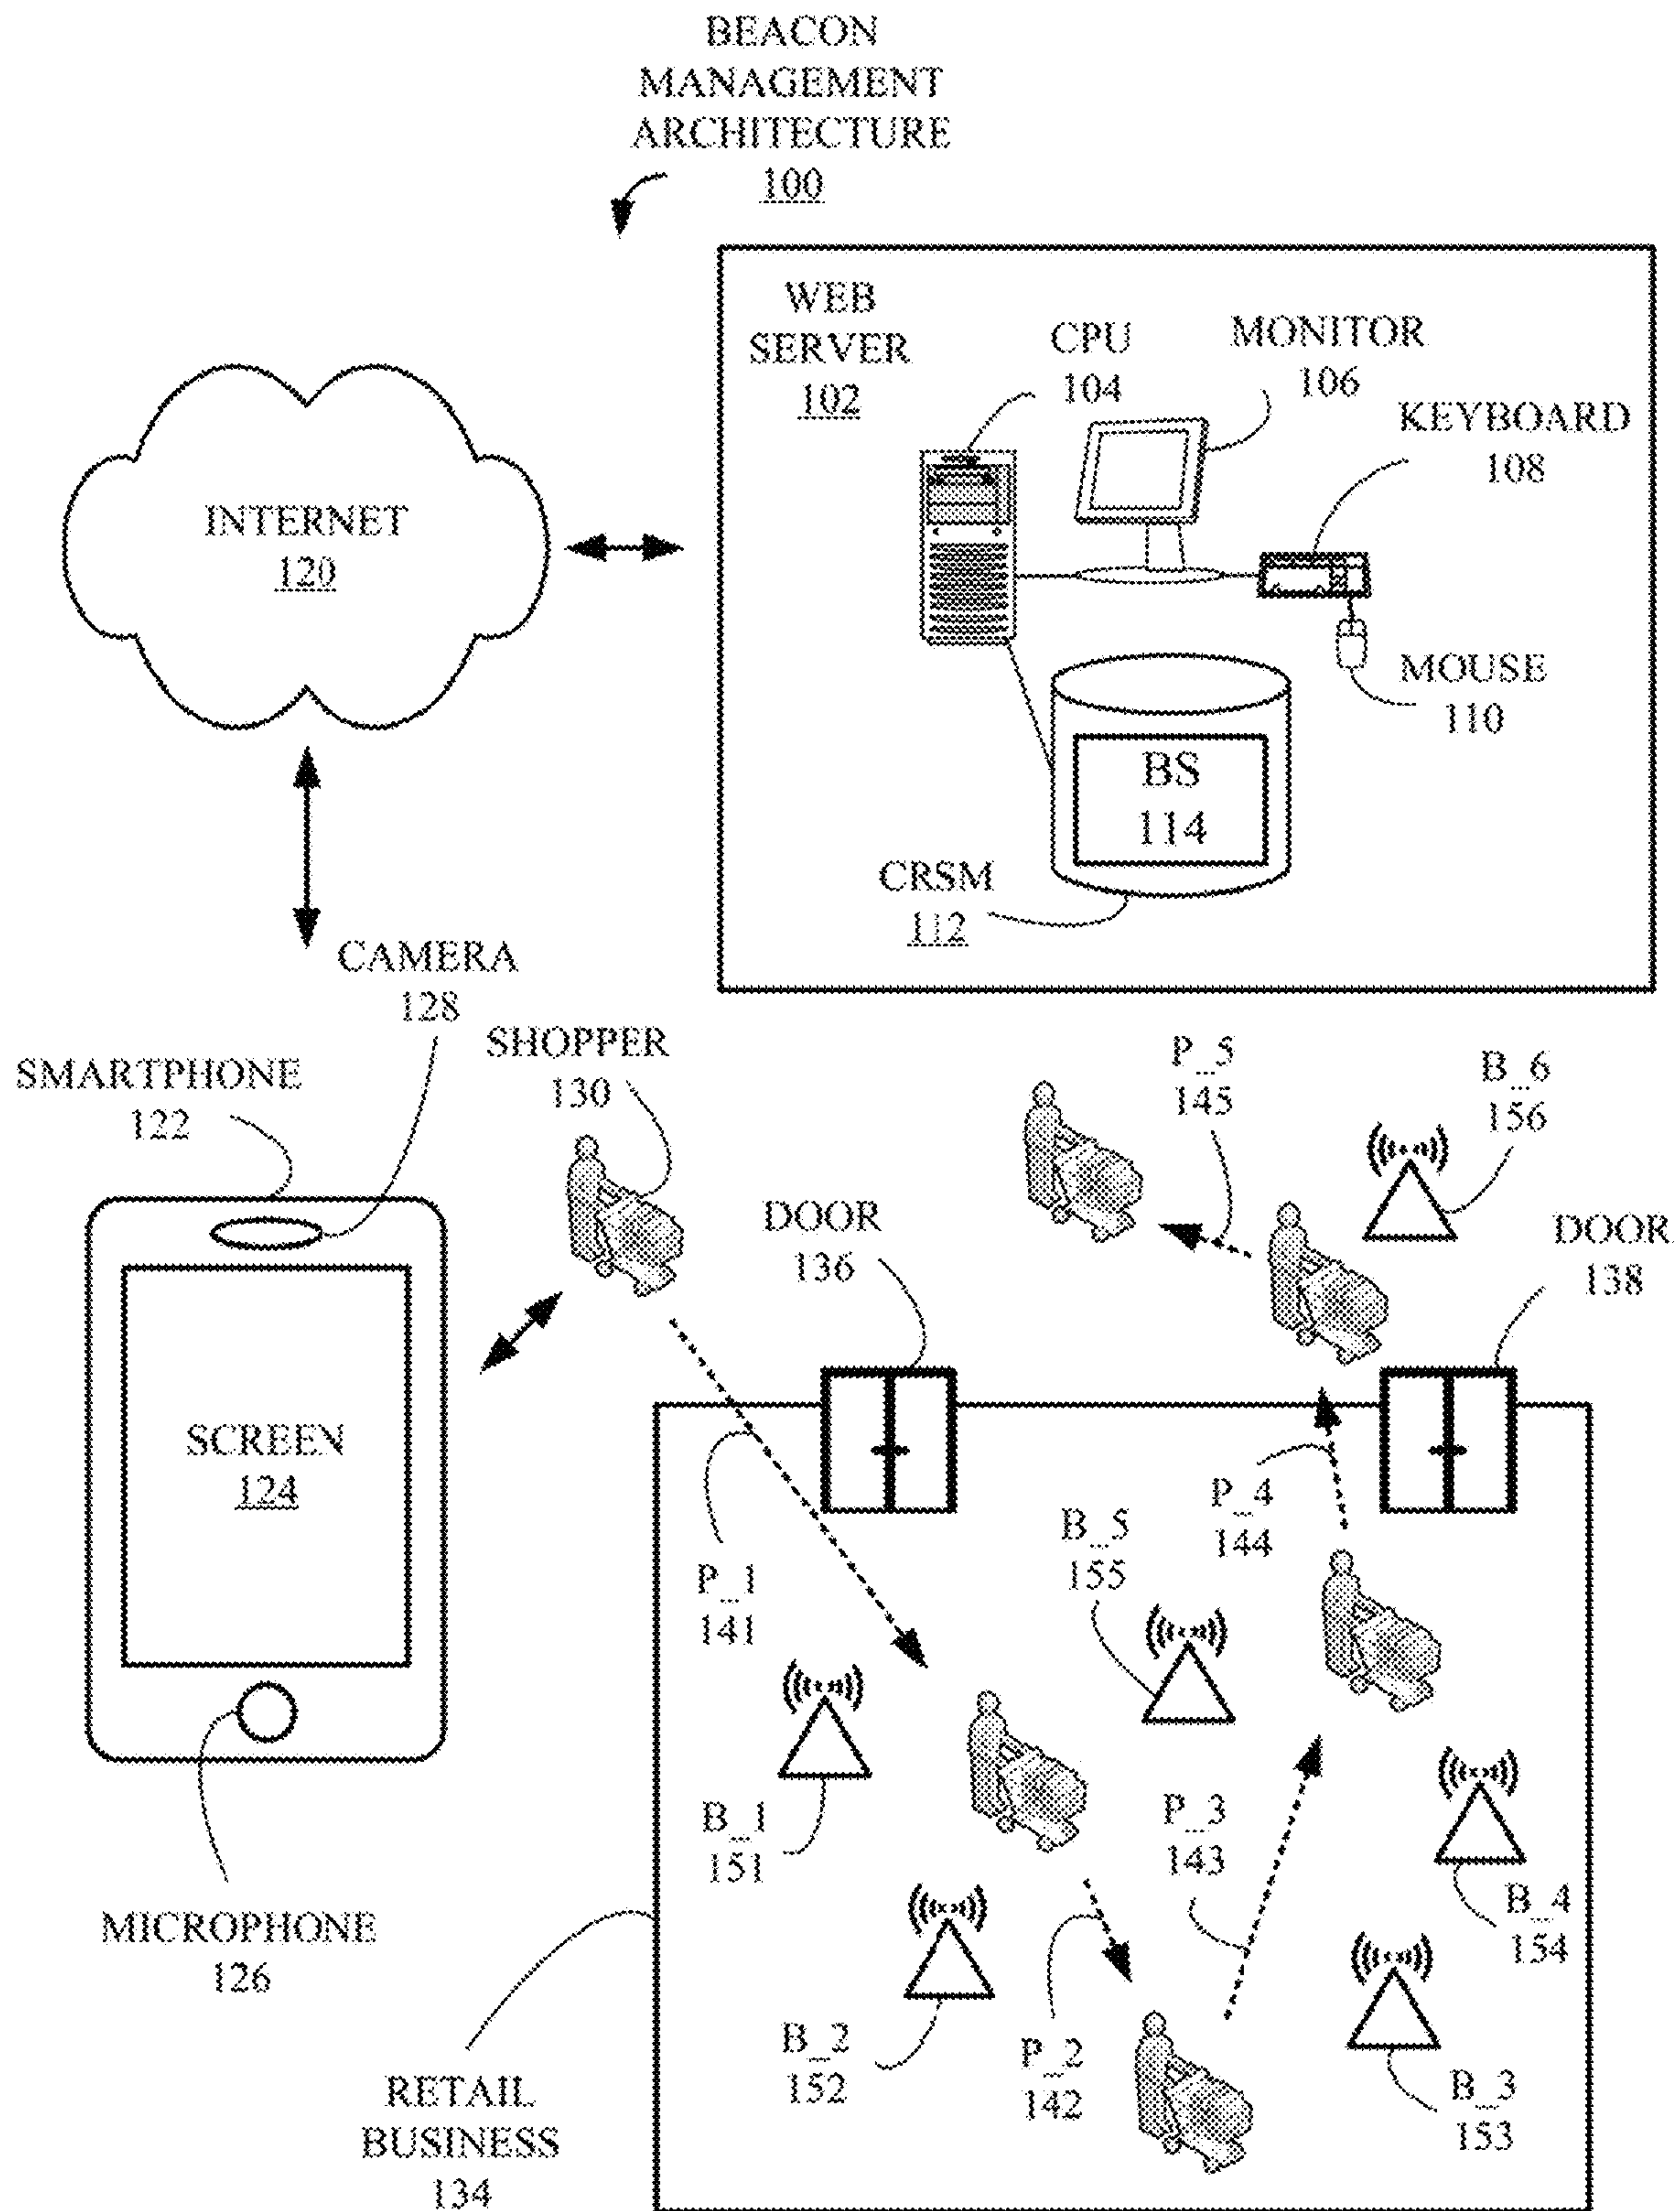 BEACON
MANAGEMENT
ARCHITECTURE
100
WEB
SERVER
102
CPU
104
MONITOR
106
KEYBOARD
108
MOUSE
110
BS
114
CRSM
112
INTERNET
120
CAMERA
128
SMARTPHONE
122
SHOPPER
130
P_5
145
B_6
156
DOOR
136
DOOR
138
SCREEN
124
P_1
141
B_5
155
P_4
144
B_1
151
P_3
143
B_4
154
MICROPHONE
126
B_2
152
P_2
142
B_3
153
RETAIL
BUSINESS
134